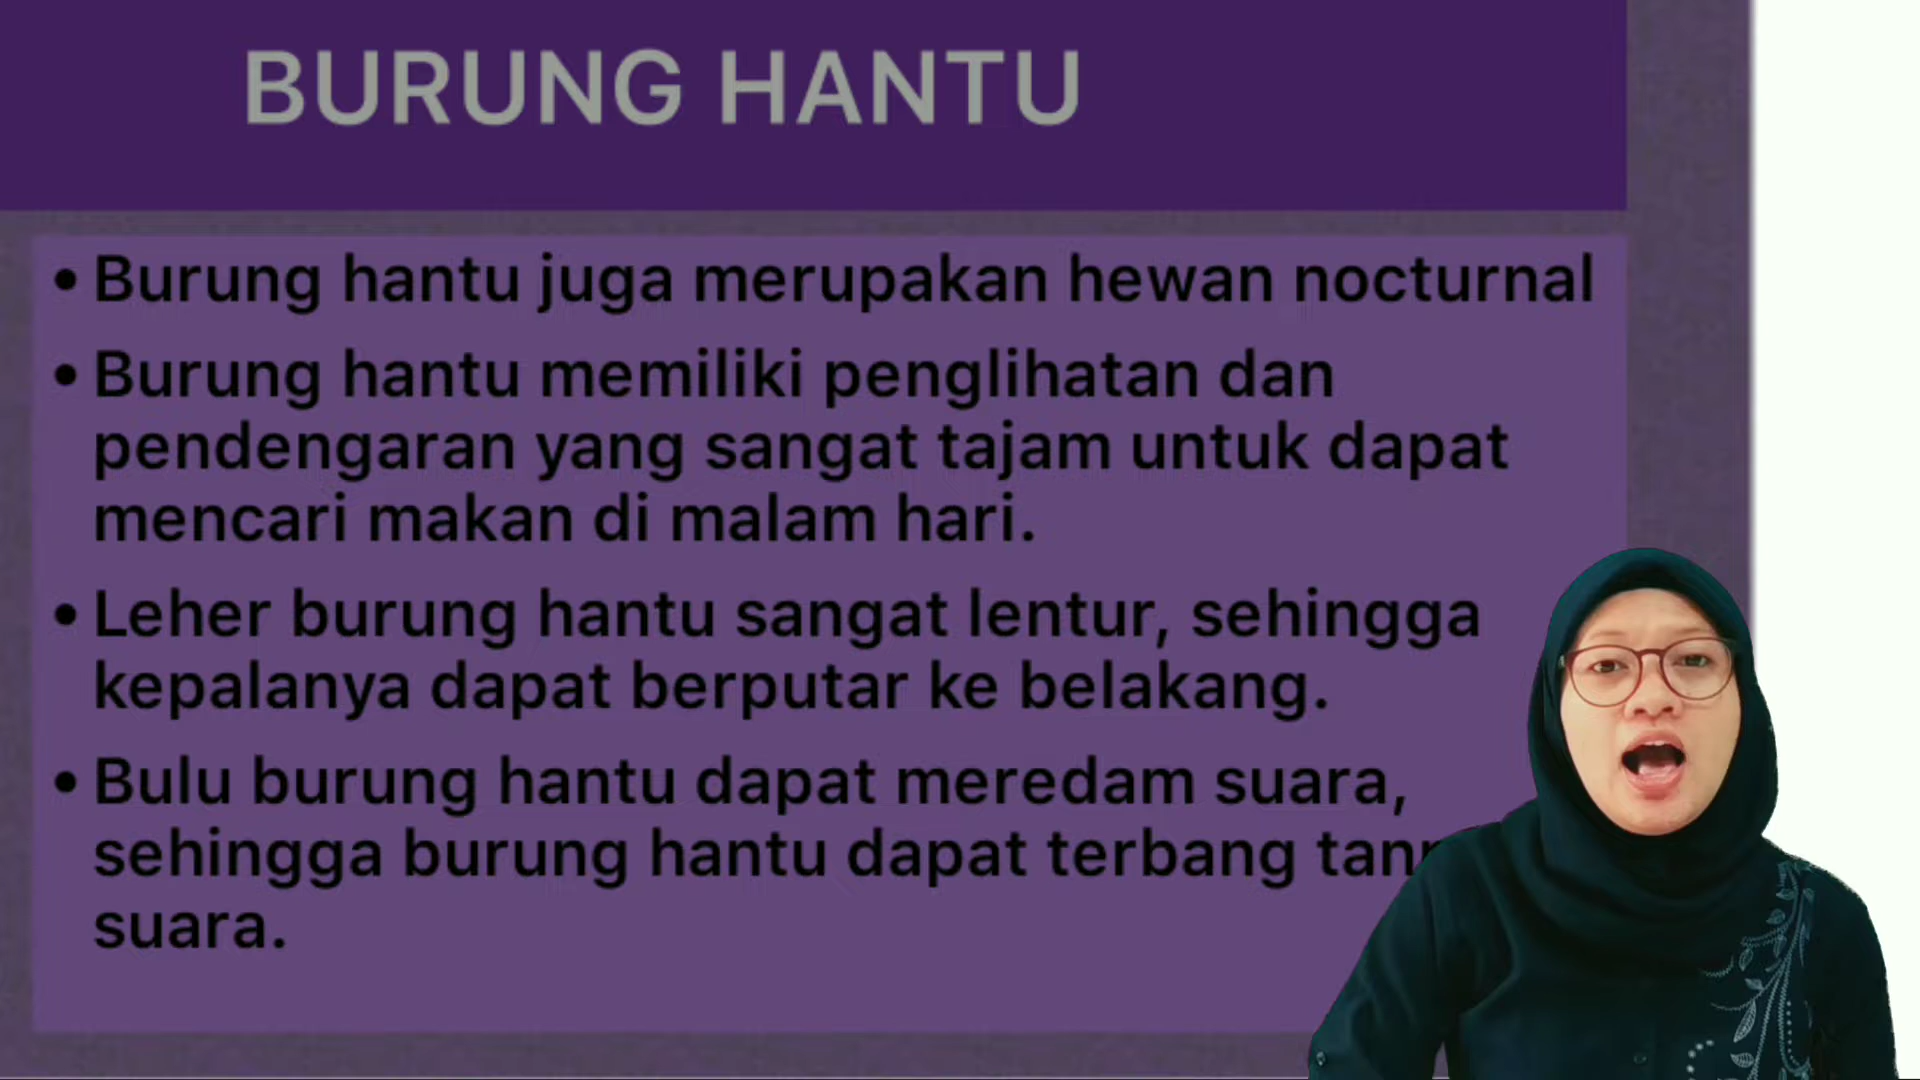 BURUNG HANTU
• Burung hantu juga merupakan hewan nocturnal
• Burung hantu memiliki penglihatan dan
pendengaran yang sangat tajam untuk dapat
mencari makan di malam hari.
• Leher burung hantu sangat lentur, sehingga
kepalanya dapat berputar ke belakang.
• Bulu burung hantu dapat meredam suara,
sehingga burung hantu dapat terbang
suara.